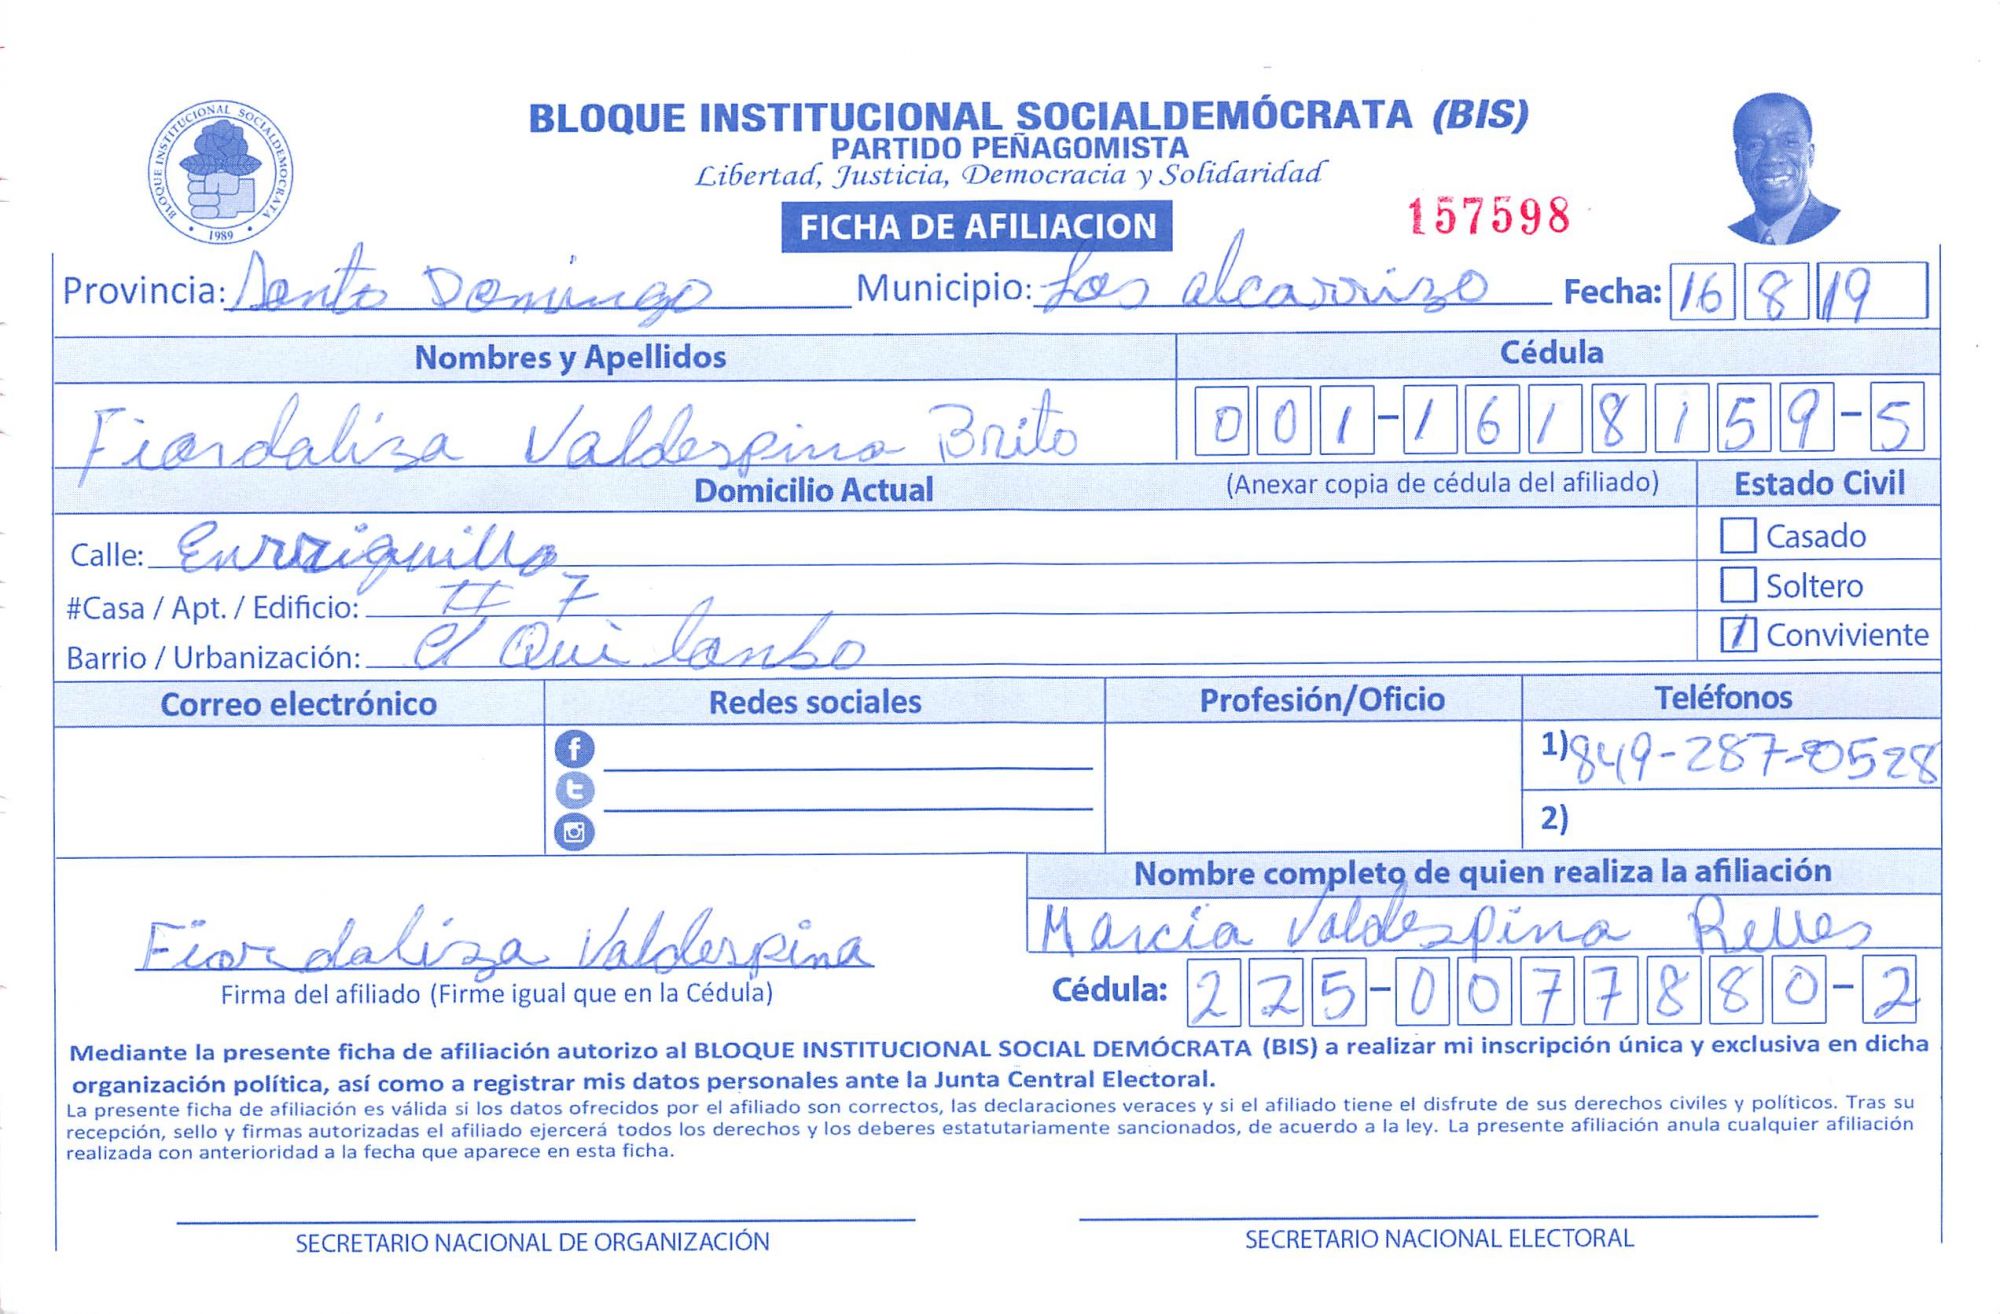 BLOQUE INSTITUCIONAL SOCIALDEMÓCRATA (BIS)
PARTIDO PEÑAGOMISTA
Libertad, Justicia, Democracia y Solidaridad
BLOQUE INSTITUCIONAL SOCIALDEMOCRATA
1989
FICHA DE AFILIACION
157598
Provincia: Santo Domingo Municipio: Los alcarrizo Fecha: 16 8 19
Nombres y Apellidos Cédula
Fiordaliza Valdespina Brito 001-1618159-5
Domicilio Actual (Anexar copia de cédula del afiliado) Estado Civil
Calle: Enrriquillo Casado
#Casa / Apt. / Edificio: # 7 Soltero
Barrio / Urbanización: el Qui lombo Conviviente
Correo electrónico Redes sociales Profesión/Oficio Teléfonos
1) 849-287-0528
2)
Nombre completo de quien realiza la afiliación
Marcia Valdespina
Fiordaliza Valdespina
Firma del afiliado (Firme igual que en la Cédula) Cédula: 225-0077880-2
Mediante la presente ficha de afiliación autorizo al BLOQUE INSTITUCIONAL SOCIAL DEMÓCRATA (BIS) a realizar mi inscripción única y exclusiva en dicha
organización política, así como a registrar mis datos personales ante la Junta Central Electoral.
La presente ficha de afiliación es válida si los datos ofrecidos por el afiliado son correctos, las declaraciones veraces y si el afiliado tiene el disfrute de sus derechos civiles y políticos. Tras su
recepción, sello y firmas autorizadas el afiliado ejercerá todos los derechos y los deberes estatutariamente sancionados, de acuerdo a la ley. La presente afiliación anula cualquier afiliación
realizada con anterioridad a la fecha que aparece en esta ficha.
SECRETARIO NACIONAL DE ORGANIZACIÓN SECRETARIO NACIONAL ELECTORAL